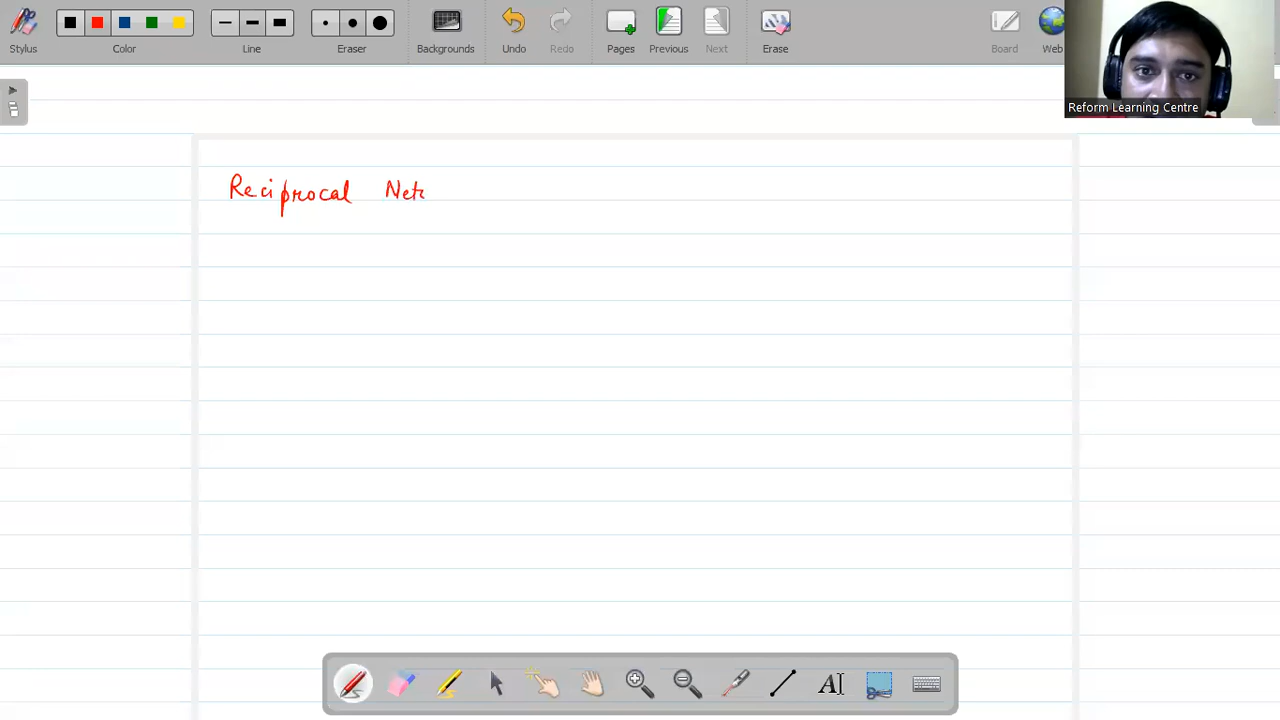 Stylus Color Line Eraser Backgrounds Undo Redo Pages Previous Next Erase Board Web
Reform Learning Centre
Reciprocal Net